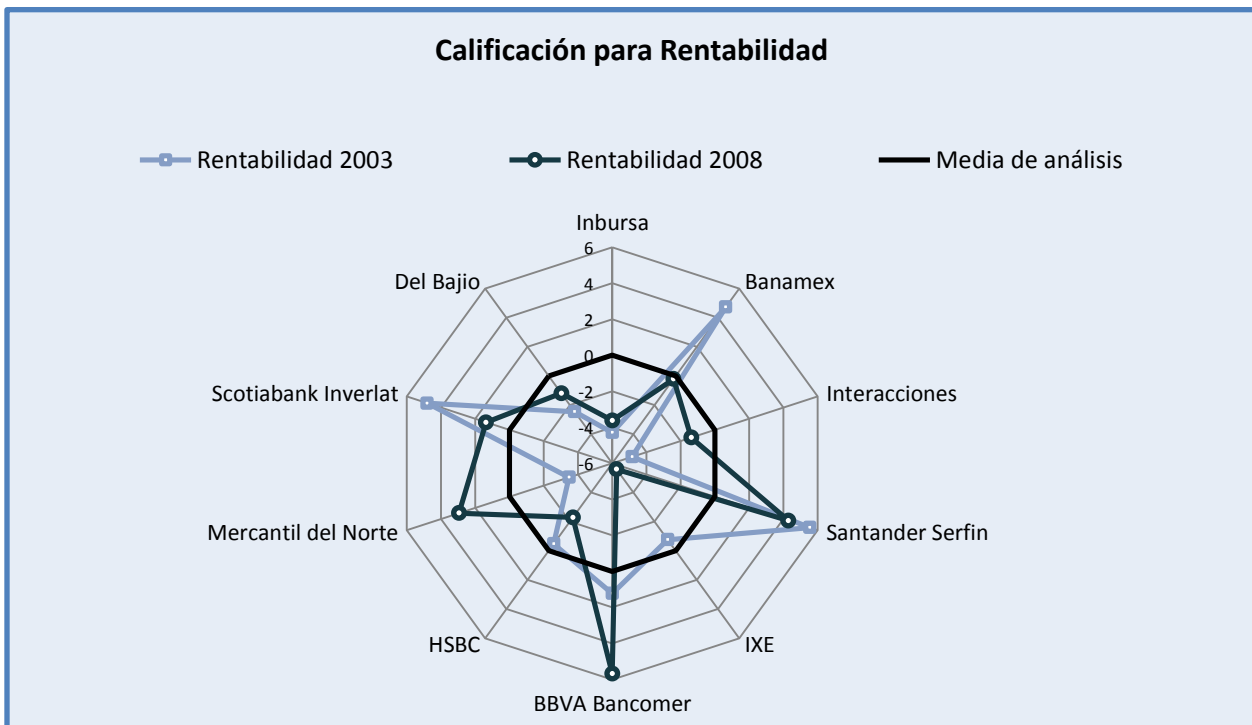 Calificación para Rentabilidad
Rentabilidad 2003
Rentabilidad 2008
Media de análisis
Inbursa
Banamex
Interacciones
Santander Serfin
IXE
BBVA Bancomer
HSBC
Mercantil del Norte
Scotiabank Inverlat
Del Bajio
6
4
2
0
-2
-4
-6